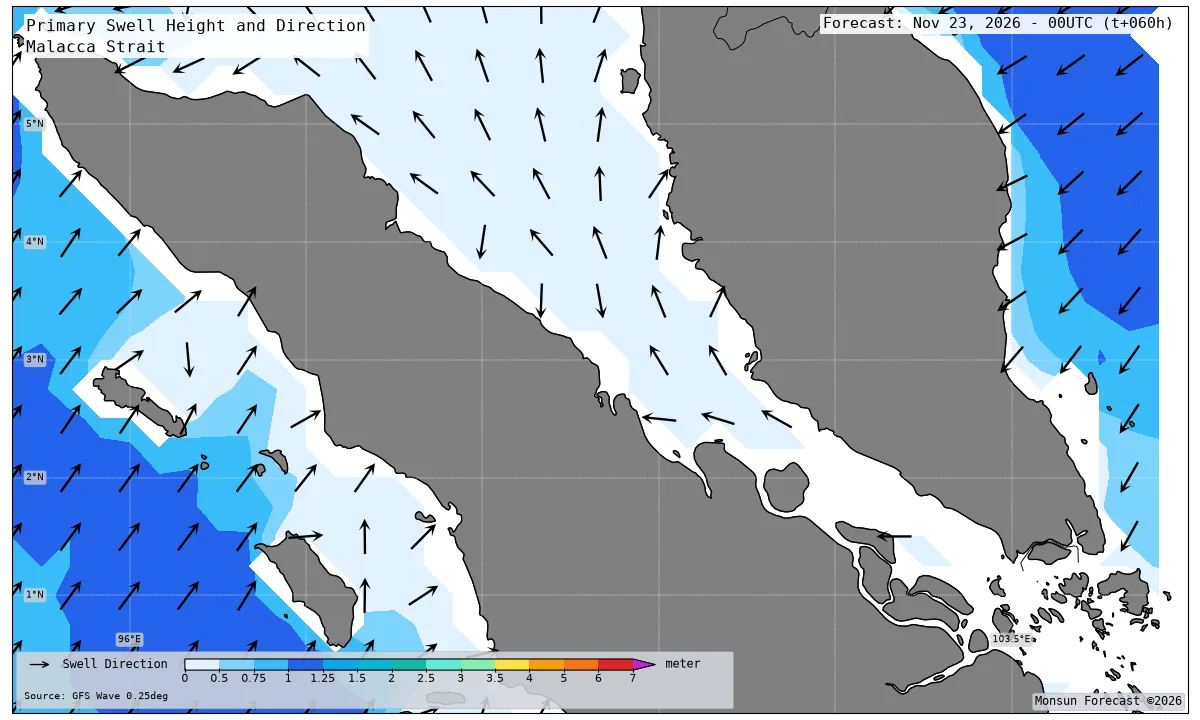 Primary Swell Height and Direction
Malacca Strait
Forecast: Nov 23, 2026 - 00UTC (t+060h)
5°N
4°N
3°N
2°N
1°N
96°E
103.5°E
Swell Direction
meter
0 0.5 0.75 1 1.25 1.5 2 2.5 3 3.5 4 5 6 7
Source: GFS Wave 0.25deg
Monsun Forecast ©2026